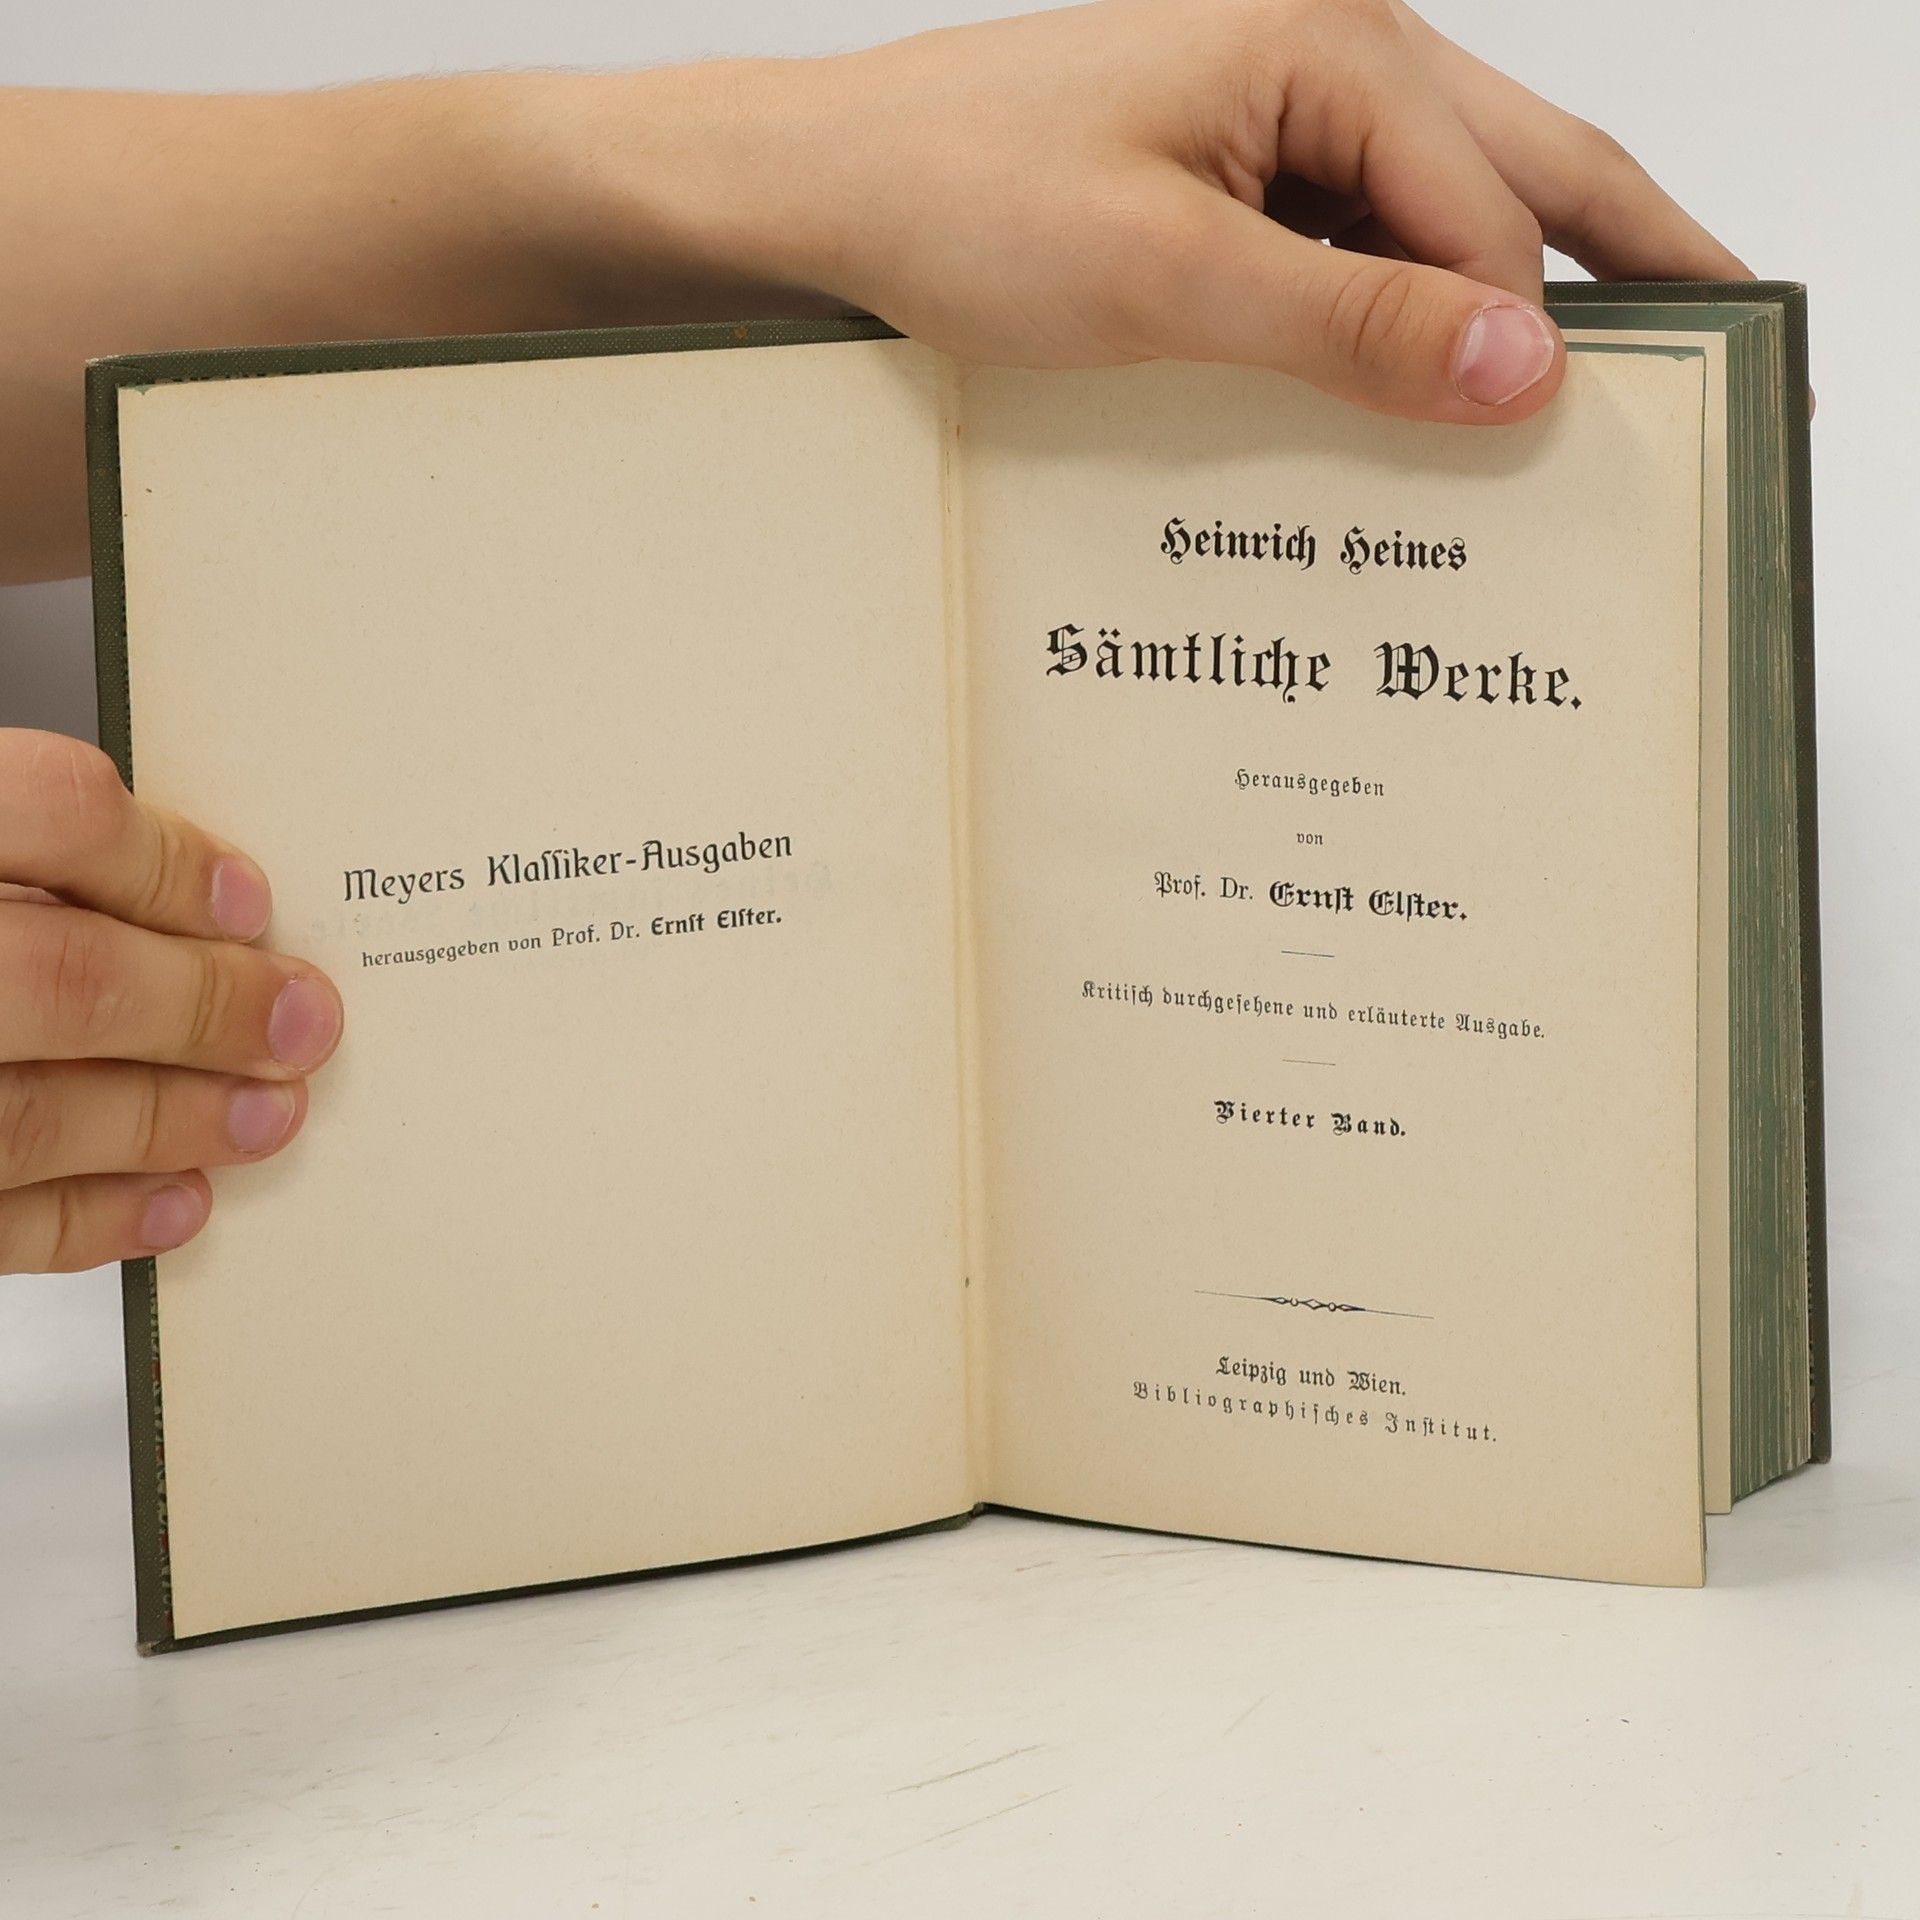 Meyers Klaſſiker-Ausgaben
herausgegeben von Prof. Dr. Ernſt Elſter.
Heinrich Heines
Sämtliche Werke.
Herausgegeben
von
Prof. Dr. Ernſt Elſter.
Kritiſch durchgeſehene und erläuterte Ausgabe.
Vierter Band.
Leipzig und Wien.
Bibliographiſches Inſtitut.